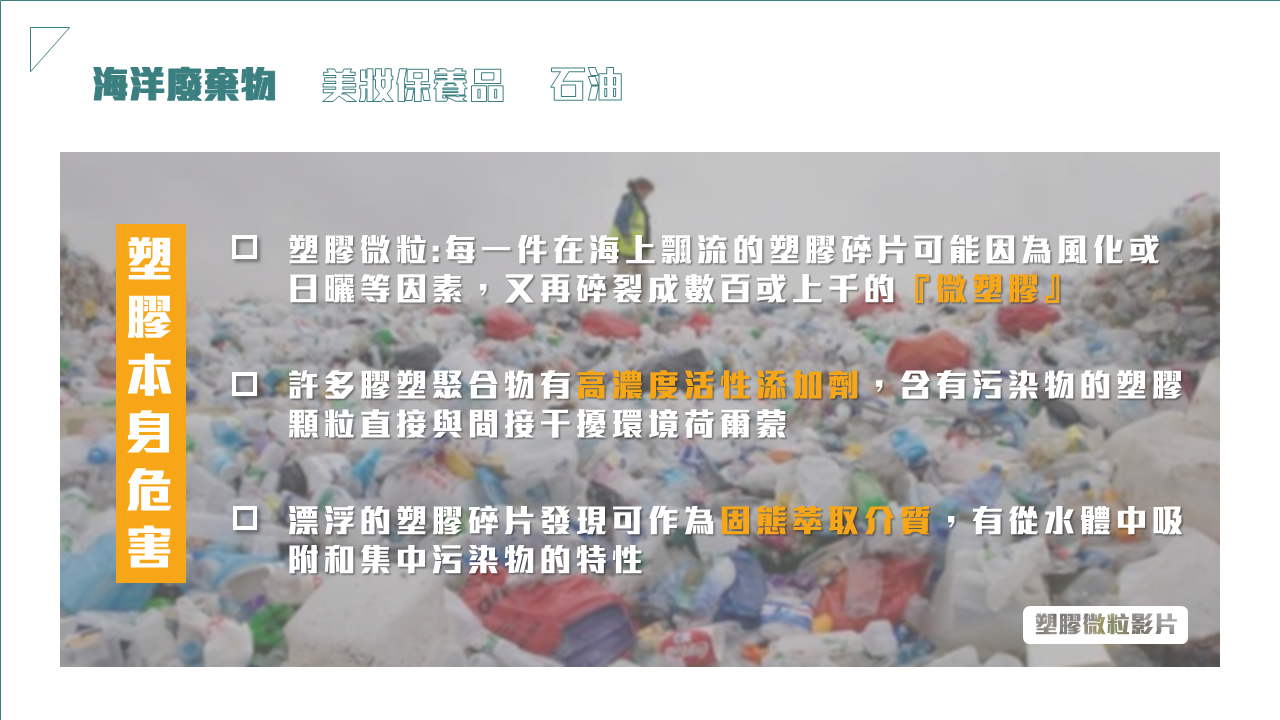 海洋廢棄物 美妝保養品 石油
塑膠本身危害
塑膠微粒:每一件在海上飄流的塑膠碎片可能因為風化或
日曬等因素，又再碎裂成數百或上千的『微塑膠』
許多膠塑聚合物有高濃度活性添加劑，含有污染物的塑膠
顆粒直接與間接干擾環境荷爾蒙
漂浮的塑膠碎片發現可作為固態萃取介質，有從水體中吸
附和集中污染物的特性
塑膠微粒影片